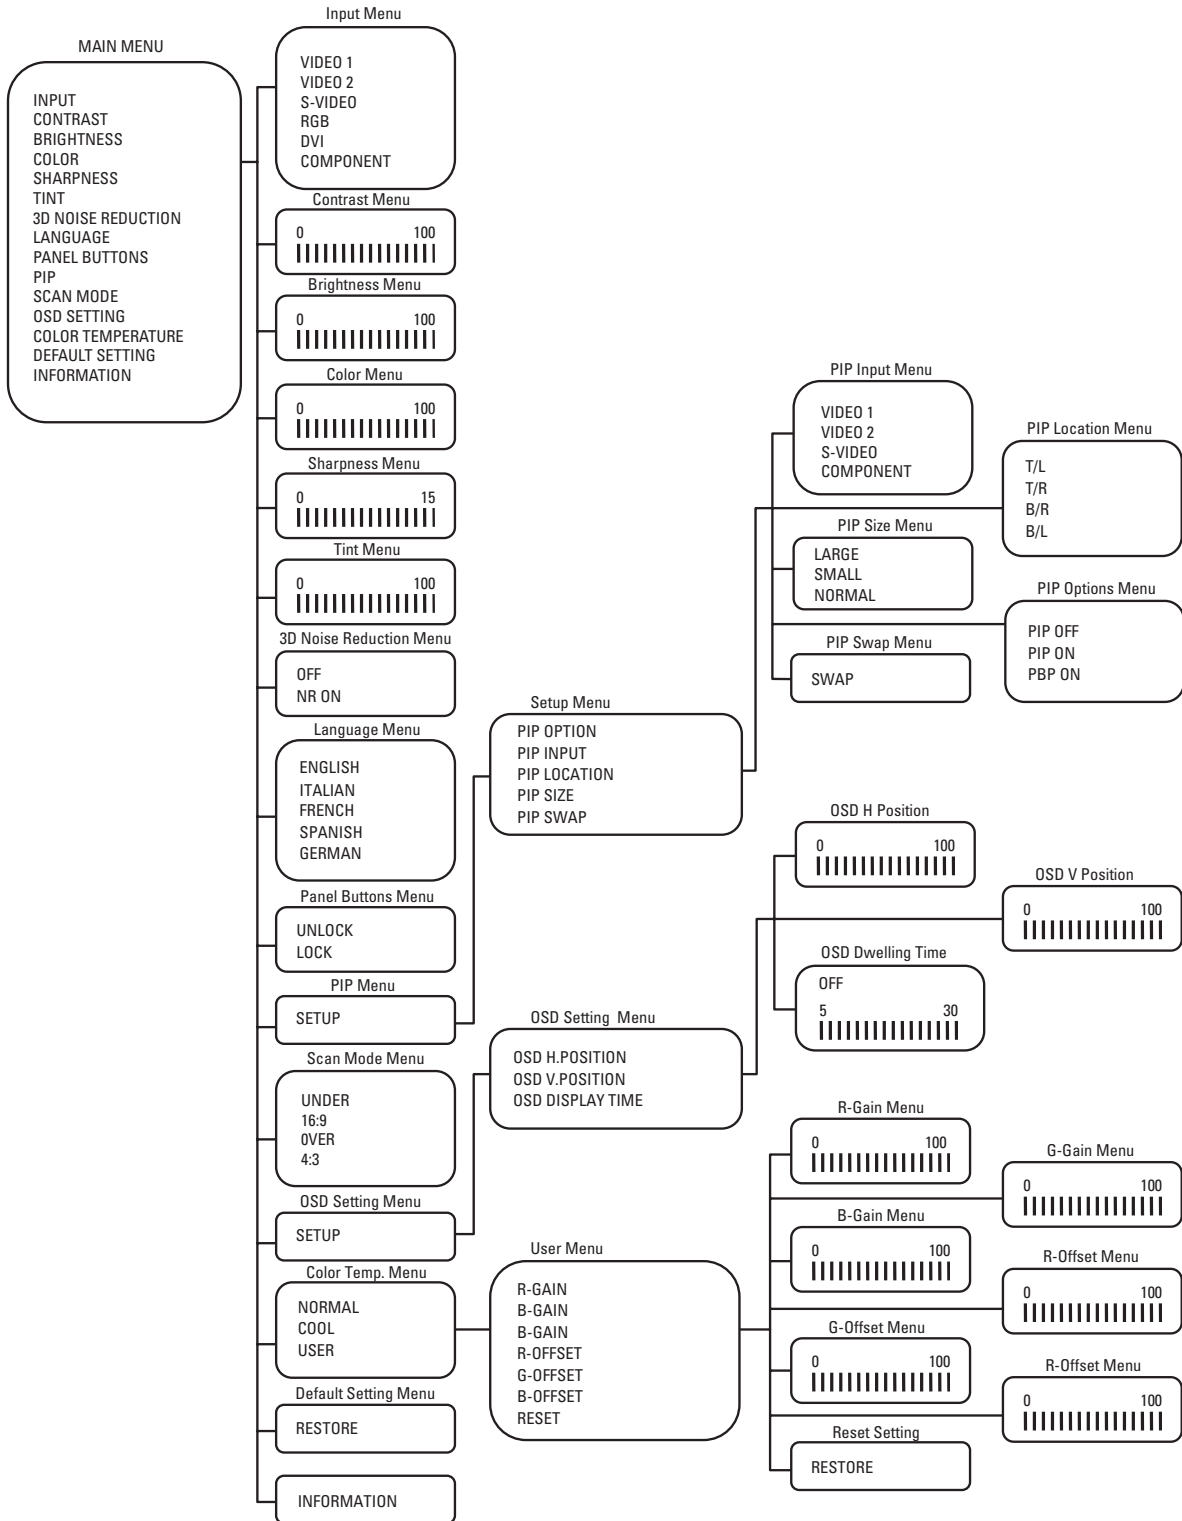 MAIN MENU
INPUT
CONTRAST
BRIGHTNESS
COLOR
SHARPNESS
TINT
3D NOISE REDUCTION
LANGUAGE
PANEL BUTTONS
PIP
SCAN MODE
OSD SETTING
COLOR TEMPERATURE
DEFAULT SETTING
INFORMATION
Input Menu
VIDEO 1
VIDEO 2
S-VIDEO
RGB
DVI
COMPONENT
Contrast Menu
0 100
Brightness Menu
0 100
Color Menu
0 100
Sharpness Menu
0 15
Tint Menu
0 100
3D Noise Reduction Menu
OFF
NR ON
Language Menu
ENGLISH
ITALIAN
FRENCH
SPANISH
GERMAN
Panel Buttons Menu
UNLOCK
LOCK
PIP Menu
SETUP
Scan Mode Menu
UNDER
16:9
0VER
4:3
OSD Setting Menu
SETUP
Color Temp. Menu
NORMAL
COOL
USER
Default Setting Menu
RESTORE
INFORMATION
Setup Menu
PIP OPTION
PIP INPUT
PIP LOCATION
PIP SIZE
PIP SWAP
OSD Setting Menu
OSD H.POSITION
OSD V.POSITION
OSD DISPLAY TIME
User Menu
R-GAIN
B-GAIN
B-GAIN
R-OFFSET
G-OFFSET
B-OFFSET
RESET
PIP Input Menu
VIDEO 1
VIDEO 2
S-VIDEO
COMPONENT
PIP Location Menu
T/L
T/R
B/R
B/L
PIP Size Menu
LARGE
SMALL
NORMAL
PIP Options Menu
PIP OFF
PIP ON
PBP ON
PIP Swap Menu
SWAP
OSD H Position
0 100
OSD V Position
0 100
OSD Dwelling Time
OFF
5 30
R-Gain Menu
0 100
G-Gain Menu
0 100
B-Gain Menu
0 100
R-Offset Menu
0 100
G-Offset Menu
0 100
R-Offset Menu
0 100
Reset Setting
RESTORE